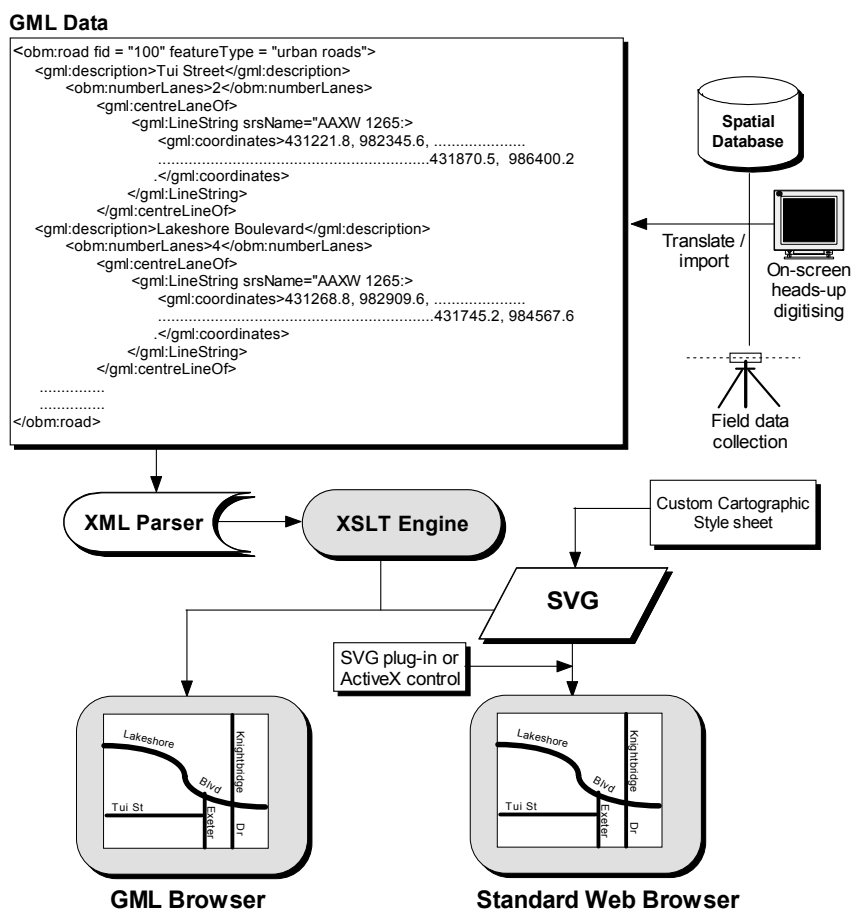 GML Data
<obm:road fid = "100" featureType = "urban roads">
<gml:description>Tui Street</gml:description>
<obm:numberLanes>2</obm:numberLanes>
<gml:centreLaneOf>
<gml:LineString srsName="AAXW 1265:>
<gml:coordinates>431221.8, 982345.6, .....................
...............................................................431870.5,  986400.2
.</gml:coordinates>
</gml:LineString>
</gml:centreLineOf>
<gml:description>Lakeshore Boulevard</gml:description>
<obm:numberLanes>4</obm:numberLanes>
<gml:centreLaneOf>
<gml:LineString srsName="AAXW 1265:>
<gml:coordinates>431268.8, 982909.6, .....................
................................................................431745.2, 984567.6
.</gml:coordinates>
</gml:LineString>
</gml:centreLineOf>
...............
...............
</obm:road>
Spatial
Database
Translate /
import
On-screen
heads-up
digitising
Field data
collection
XML Parser
XSLT Engine
Custom Cartographic
Style sheet
SVG
SVG plug-in or
ActiveX control
Lakeshore
Blvd
Knightbridge
Dr
Tui St
Exeter
GML Browser
Lakeshore
Blvd
Knightbridge
Dr
Tui St
Exeter
Standard Web Browser